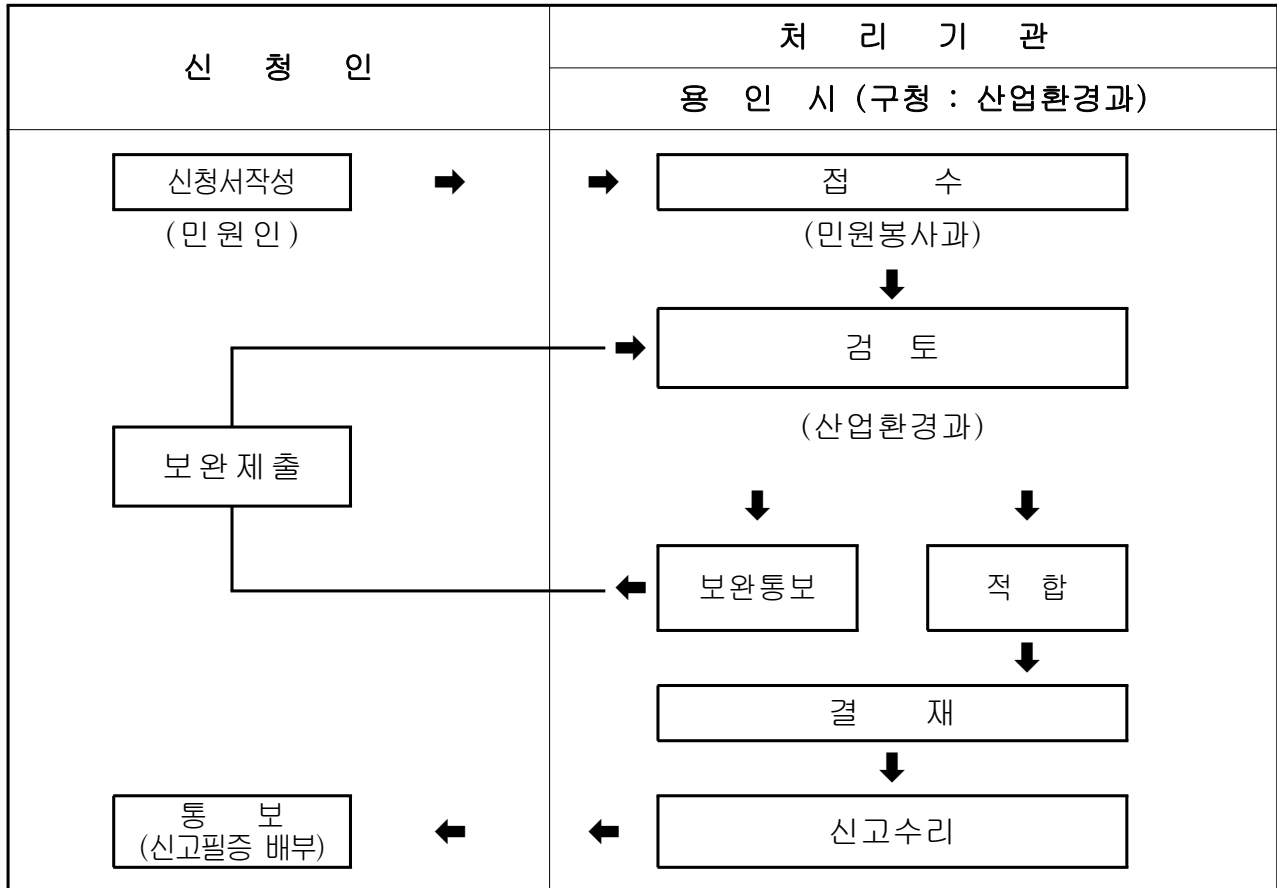 신 청 인
처 리 기 관
용 인 시 (구청 : 산업환경과)
신청서작성
접 수
(민원인)
(민원봉사과)
검 토
(산업환경과)
보완제출
보완통보
적 합
결 재
통 보
(신고필증 배부)
신고수리